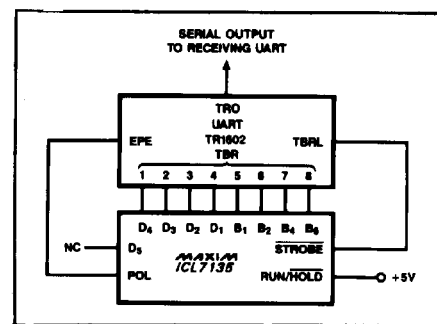 SERIAL OUTPUT
TO RECEIVING UART
TRO
UART
EPE TR1602 TBRL
TBR
1 2 3 4 5 6 7 8
D4 D3 D2 D1 B1 B2 B4 B8
NC D5 MAXIM STROBE
POL ICL7135 RUN/HOLD +5V